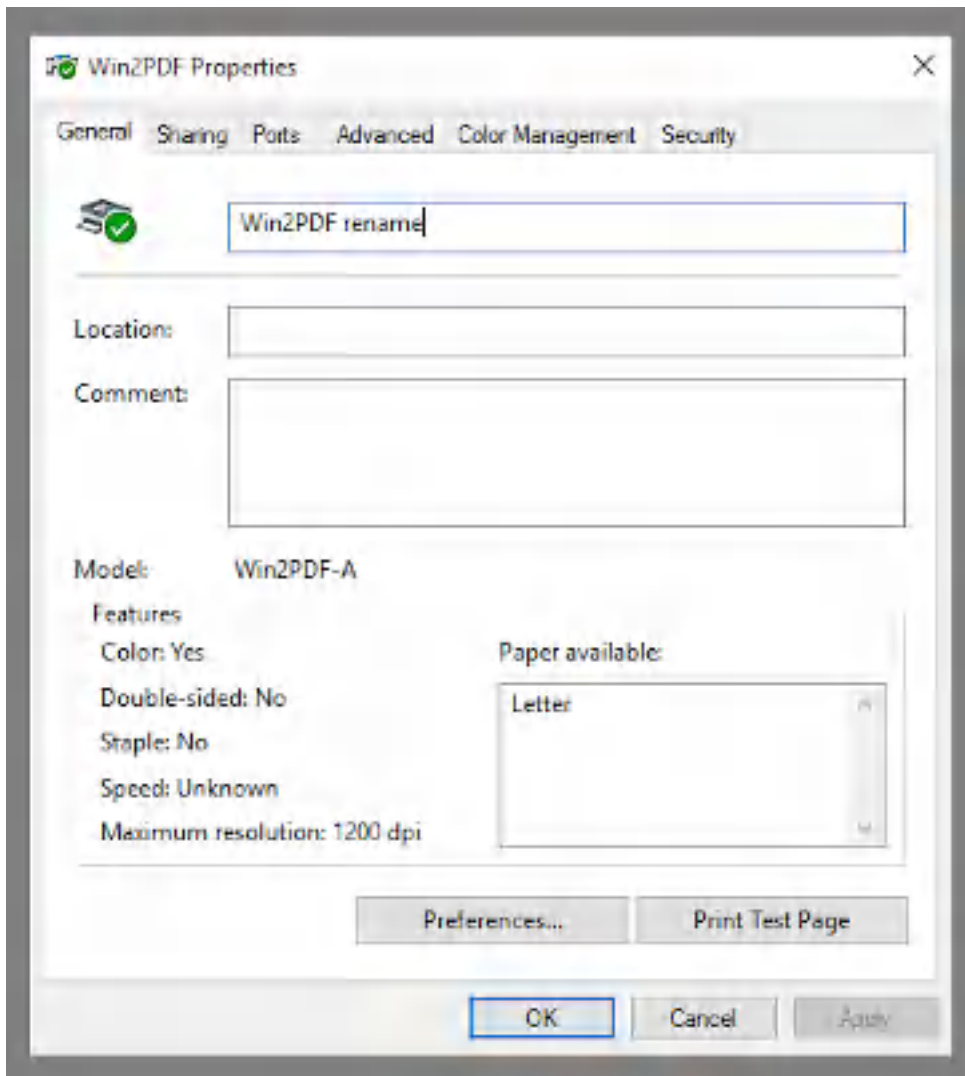 Win2PDF Properties
General Sharing Ports Advanced Color Management Security
Win2PDF rename
Location:
Comment:
Model: Win2PDF-A
Features
Color: Yes
Paper available:
Double-sided: No
Letter
Staple: No
Speed: Unknown
Maximum resolution: 1200 dpi
Preferences... Print Test Page
OK Cancel Apply